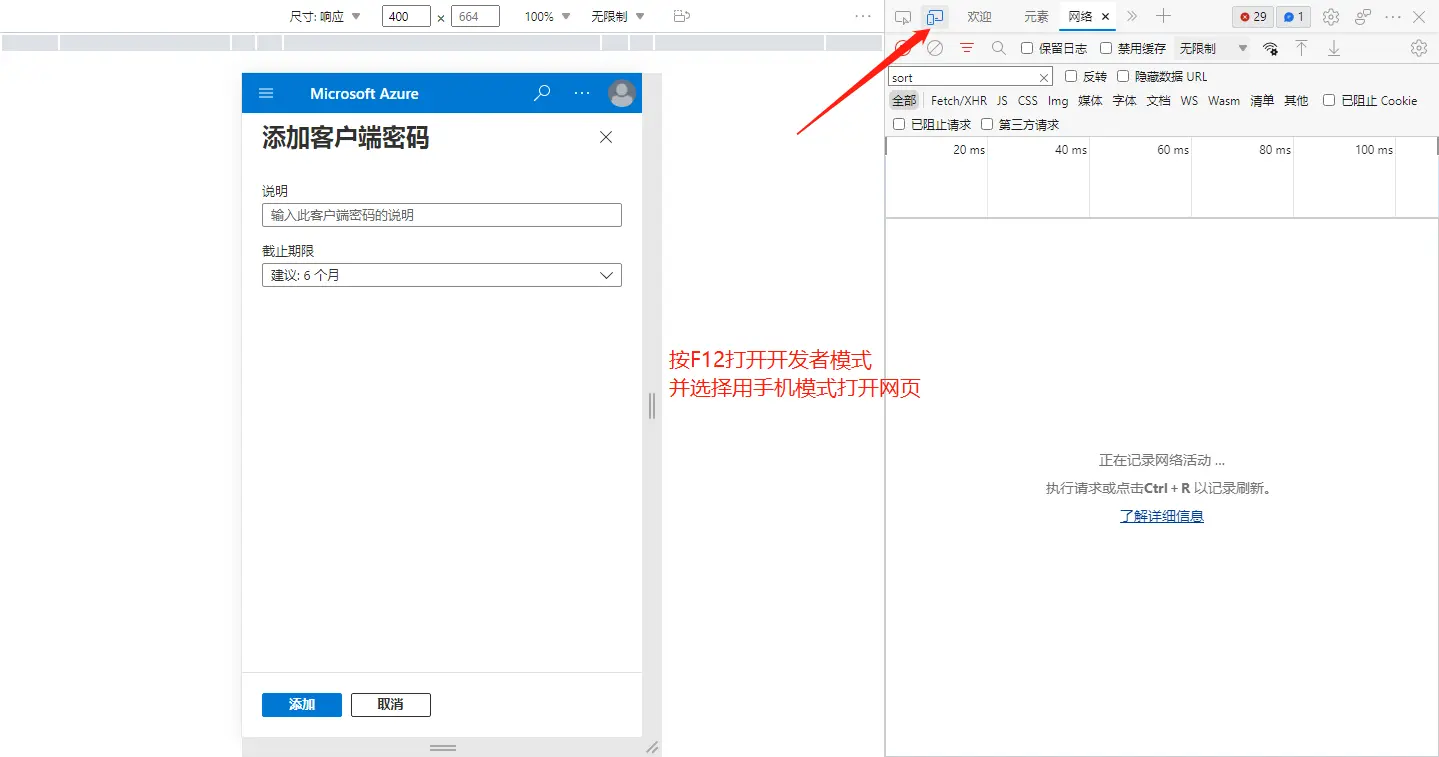 尺寸: 响应 400 × 664 100% 无限制
Microsoft Azure
添加客户端密码
说明
输入此客户端密码的说明
截止期限
建议: 6 个月
添加 取消
按F12打开开发者模式
并选择用手机模式打开网页
欢迎 元素 网络 29 1
保留日志 禁用缓存 无限制
sort 反转 隐藏数据 URL
全部 Fetch/XHR JS CSS Img 媒体 字体 文档 WS Wasm 清单 其他 已阻止 Cookie
已阻止请求 第三方请求
20 ms 40 ms 60 ms 80 ms 100 ms
正在记录网络活动 ...
执行请求或点击Ctrl + R 以记录刷新。
了解详细信息